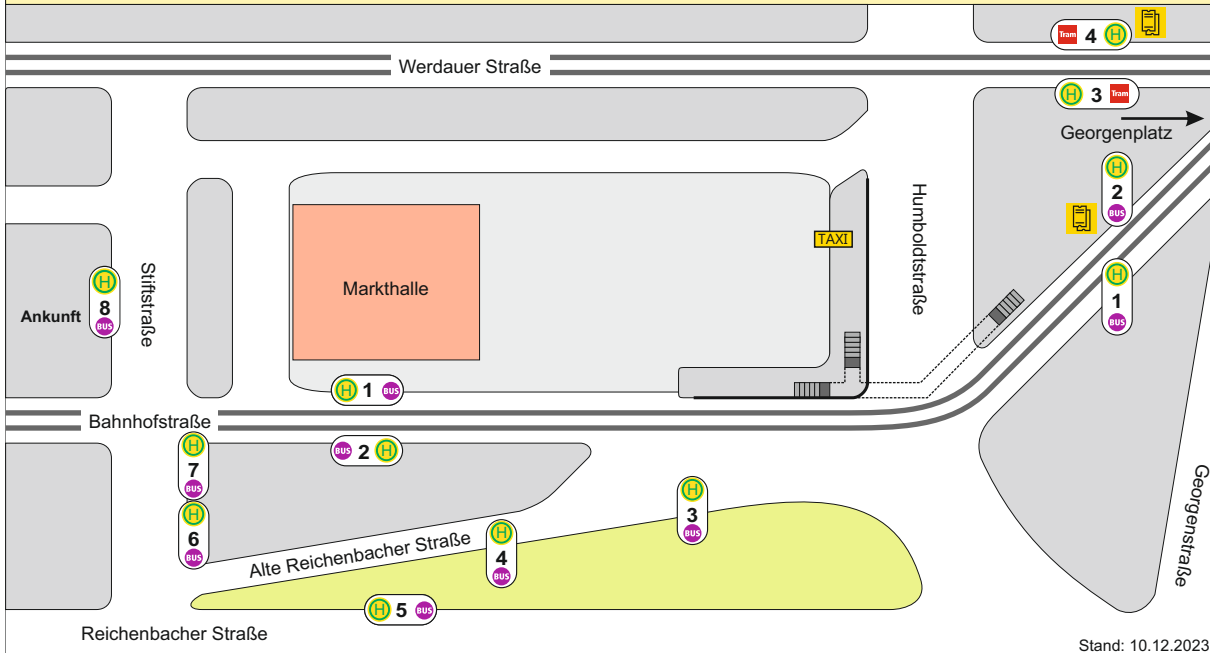 Tram 4 H
Werdauer Straße
H 3 Tram
Georgenplatz
H
2
BUS
TAXI
Humboldtstraße
Stiftstraße
H
8
BUS
Ankunft
Markthalle
H
1
BUS
H 1 BUS
Bahnhofstraße
H
7
BUS
BUS 2 H
H
6
BUS
H
3
BUS
Georgenstraße
Alte Reichenbacher Straße
H
4
BUS
H 5 BUS
Reichenbacher Straße
Stand: 10.12.2023